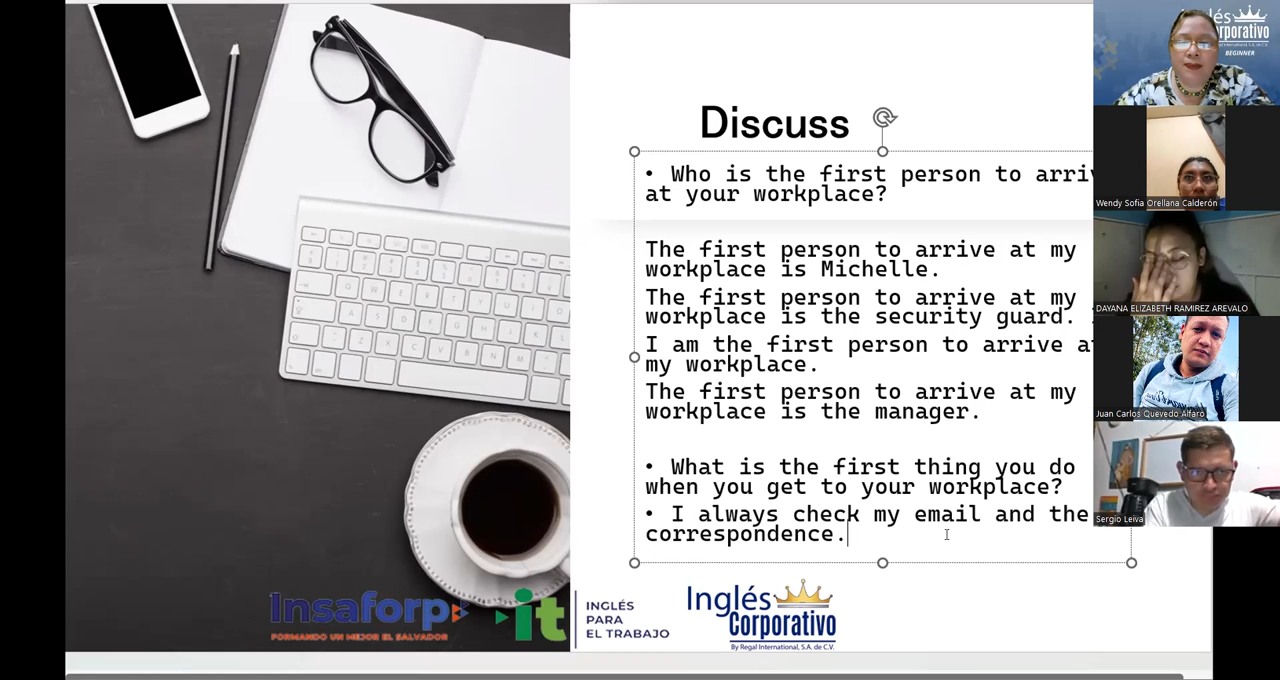 Discuss
• Who is the first person to arriv
at your workplace?
The first person to arrive at my
workplace is Michelle.
The first person to arrive at my
workplace is the security guard.
I am the first person to arrive a
my workplace.
The first person to arrive at my
workplace is the manager.
• What is the first thing you do
when you get to your workplace?
• I always check my email and the
correspondence.
Insaforp
FORMANDO UN MEJOR EL SALVADOR
it
INGLÉS
PARA
EL TRABAJO
Inglés
Corporativo
By Regal International, S.A. de C.V.
Inglés
orporativo
BEGINNER
Wendy Sofia Orellana Calderón
DAYANA ELIZABETH RAMIREZ AREVALO
Juan Carlos Quevedo Alfaro
Sergio Leiva